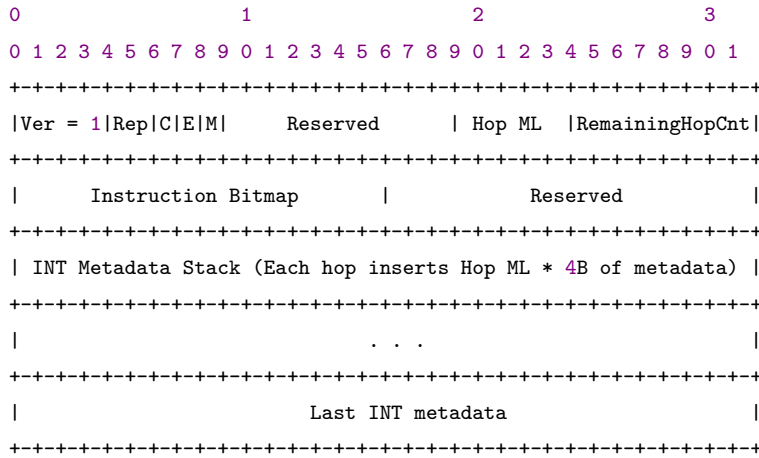 0                   1                   2                   3
0 1 2 3 4 5 6 7 8 9 0 1 2 3 4 5 6 7 8 9 0 1 2 3 4 5 6 7 8 9 0 1
+-+-+-+-+-+-+-+-+-+-+-+-+-+-+-+-+-+-+-+-+-+-+-+-+-+-+-+-+-+-+-+-+
|Ver = 1|Rep|C|E|M|     Reserved      | Hop ML  |RemainingHopCnt|
+-+-+-+-+-+-+-+-+-+-+-+-+-+-+-+-+-+-+-+-+-+-+-+-+-+-+-+-+-+-+-+-+
|      Instruction Bitmap       |            Reserved           |
+-+-+-+-+-+-+-+-+-+-+-+-+-+-+-+-+-+-+-+-+-+-+-+-+-+-+-+-+-+-+-+-+
| INT Metadata Stack (Each hop inserts Hop ML * 4B of metadata) |
+-+-+-+-+-+-+-+-+-+-+-+-+-+-+-+-+-+-+-+-+-+-+-+-+-+-+-+-+-+-+-+-+
|                              . . .                            |
+-+-+-+-+-+-+-+-+-+-+-+-+-+-+-+-+-+-+-+-+-+-+-+-+-+-+-+-+-+-+-+-+
|                         Last INT metadata                     |
+-+-+-+-+-+-+-+-+-+-+-+-+-+-+-+-+-+-+-+-+-+-+-+-+-+-+-+-+-+-+-+-+